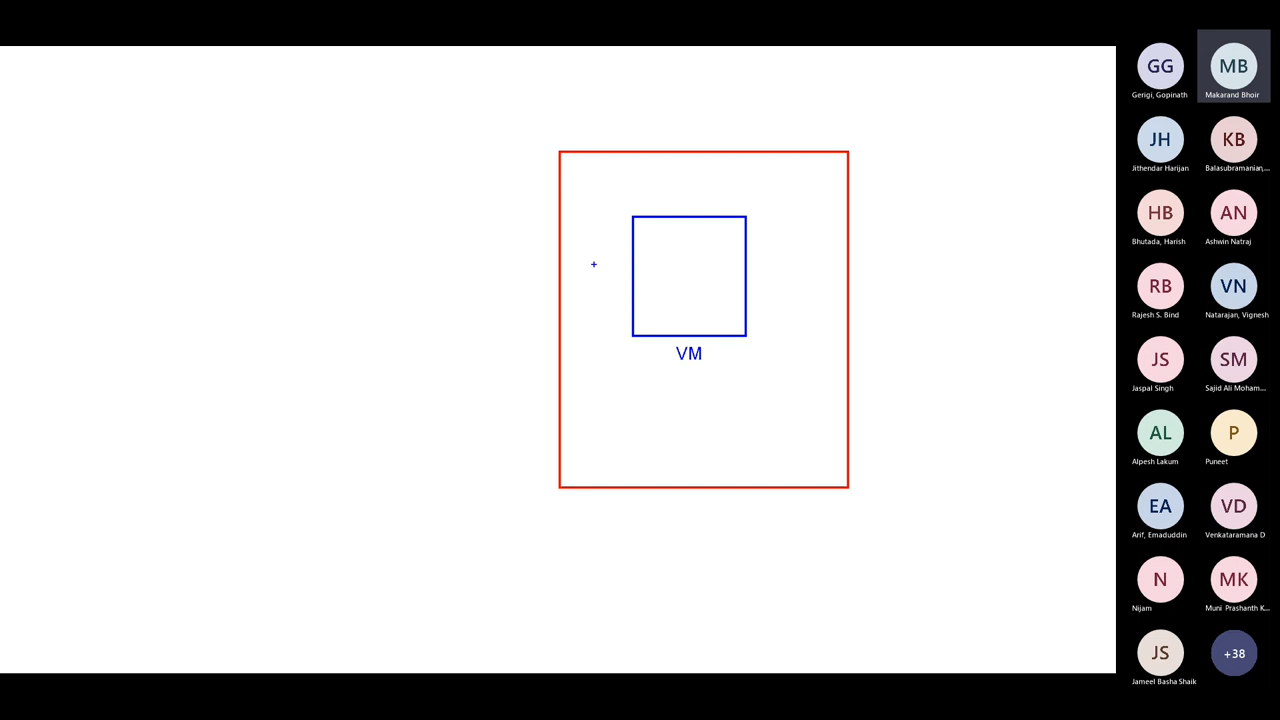 VM
GG
Gerigi, Gopinath
MB
Makarand Bhoir
JH
Jithendar Harijan
KB
Balasubramanian,...
HB
Bhutada, Harish
AN
Ashwin Natraj
RB
Rajesh S. Bind
VN
Natarajan, Vignesh
JS
Jaspal Singh
SM
Sajid Ali Moham...
AL
Alpesh Lakum
P
Puneet
EA
Arif, Emaduddin
VD
Venkataramana D
N
Nijam
MK
Muni Prashanth K...
JS
Jameel Basha Shaik
+38